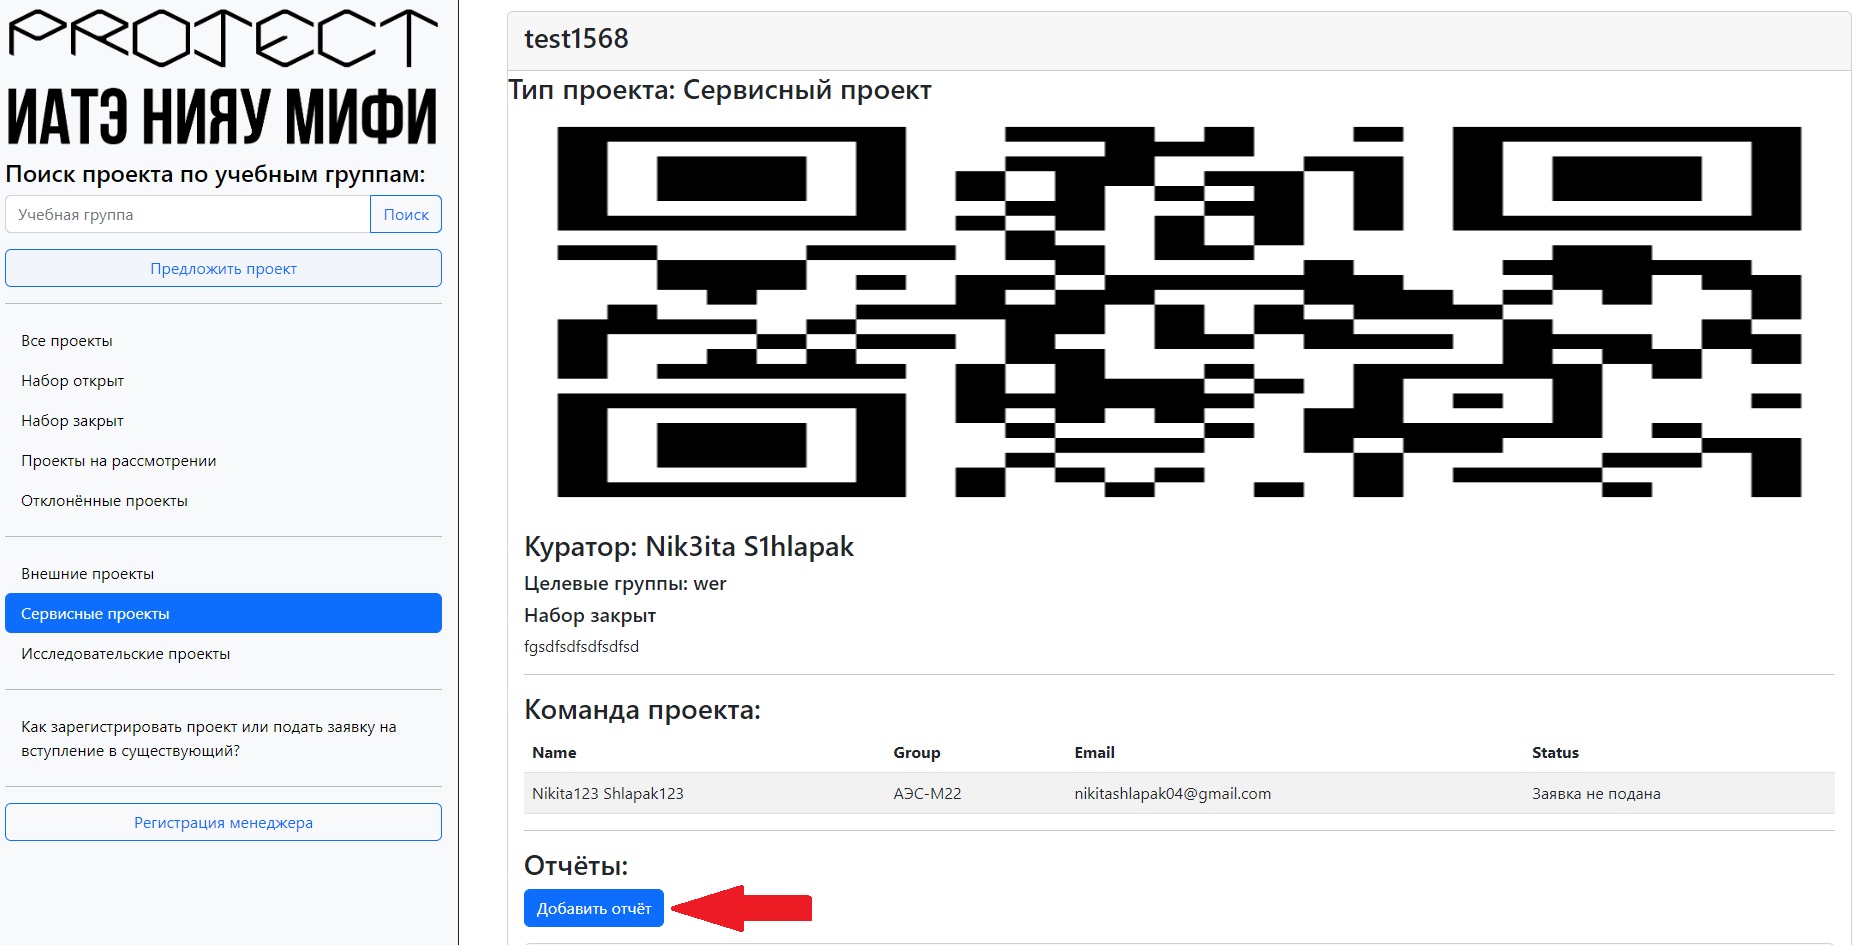 PROJECT
ИАТЭ НИЯУ МИФИ
Поиск проекта по учебным группам:
Учебная группа
Поиск
Предложить проект
Все проекты
Набор открыт
Набор закрыт
Проекты на рассмотрении
Отклонённые проекты
Внешние проекты
Сервисные проекты
Исследовательские проекты
Как зарегистрировать проект или подать заявку на
вступление в существующий?
Регистрация менеджера
test1568
Тип проекта: Сервисный проект
Куратор: Nik3ita S1hlapak
Целевые группы: wer
Набор закрыт
fgsdfsdfsdfsdfsd
Команда проекта:
Name Group Email Status
Nikita123 Shlapak123 АЭС-М22 nikitashlapak04@gmail.com Заявка не подана
Отчёты:
Добавить отчёт